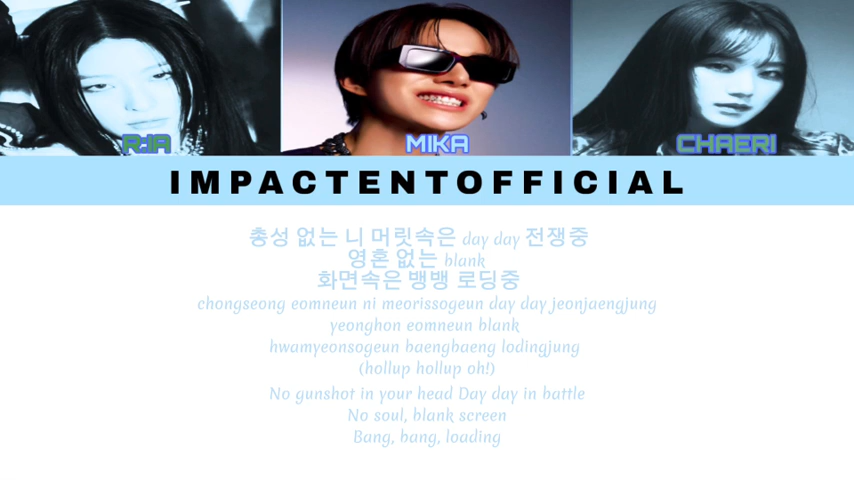 RJA MIKA CHAERI
IMPACTENTOFFICIAL
총성 없는 니 머릿속은 day day 전쟁중
영혼 없는 blank
화면속은 뱅뱅 로딩중
chongseong eomneun ni meorissogeun day day jeonjaengjung
yeonghon eomneun blank
hwamyeonsogeun baengbaeng lodingjung
(hollup hollup oh!)
No gunshot in your head Day day in battle
No soul, blank screen
Bang, bang, loading